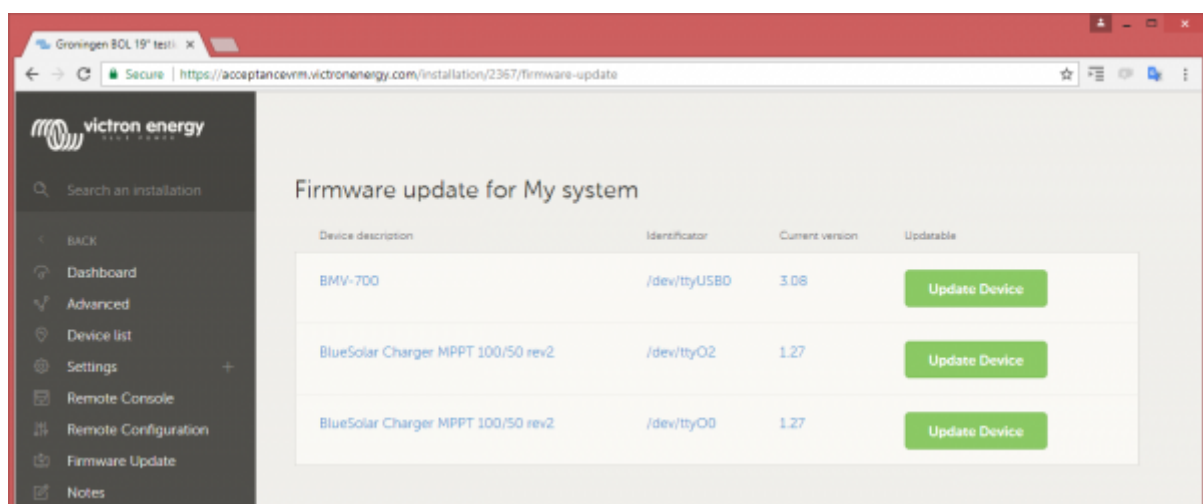 Groningen BOL 19" testi
Secure | https://acceptancevrm.victronenergy.com/installation/2367/firmware-update
victron energy
BLUE POWER
Search an installation
BACK
Dashboard
Advanced
Device list
Settings +
Remote Console
Remote Configuration
Firmware Update
Notes
Firmware update for My system
Device description Identificator Current version Updatable
BMV-700 /dev/ttyUSB0 3.08 Update Device
BlueSolar Charger MPPT 100/50 rev2 /dev/ttyO2 1.27 Update Device
BlueSolar Charger MPPT 100/50 rev2 /dev/ttyO0 1.27 Update Device